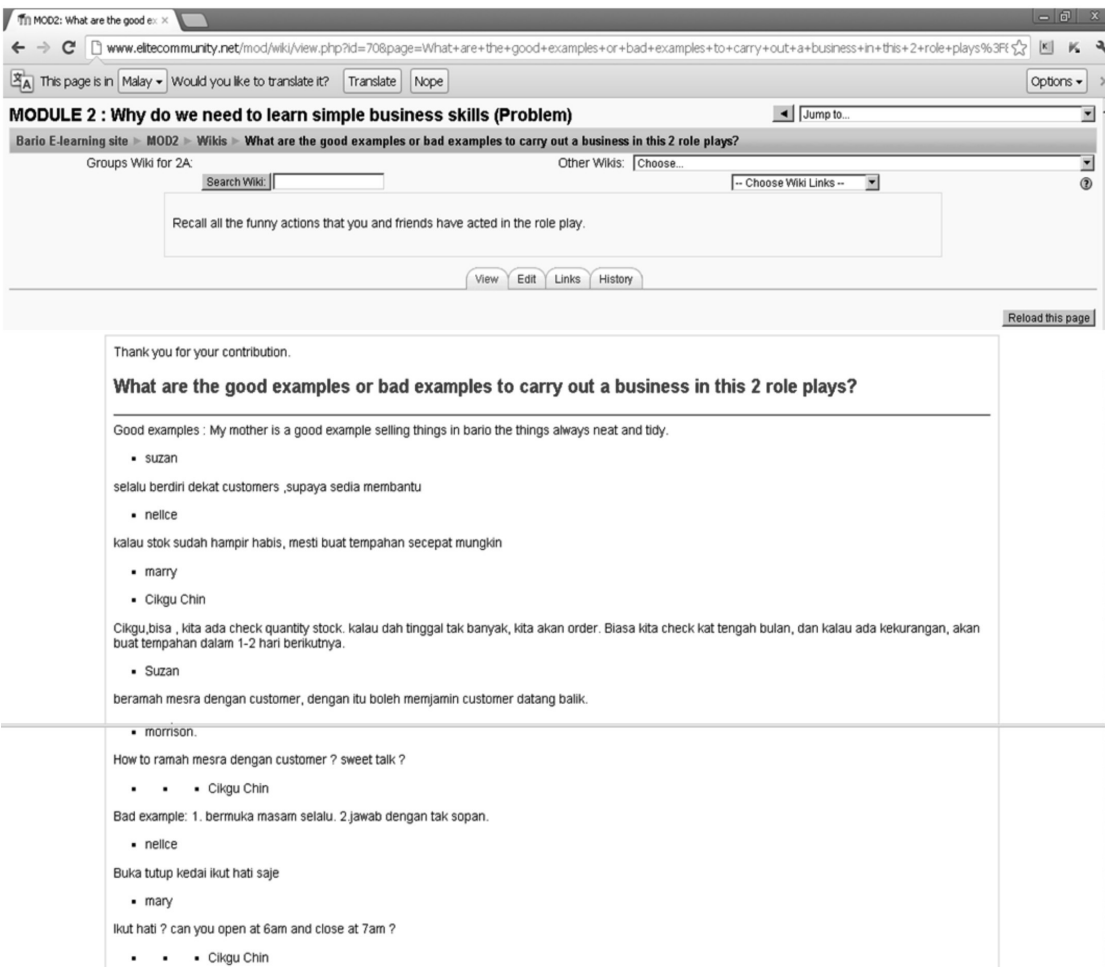 MOD2: What are the good ex
www.elitecommunity.net/mod/wiki/view.php?id=70&page=What+are+the+good+examples+or+bad+examples+to+carry+out+a+business+in+this+2+role+plays%3F
This page is in Malay Would you like to translate it? Translate Nope Options
MODULE 2 : Why do we need to learn simple business skills (Problem) Jump to...
Bario E-learning site MOD2 Wikis What are the good examples or bad examples to carry out a business in this 2 role plays?
Groups Wiki for 2A: Other Wikis: Choose...
Search Wiki: -- Choose Wiki Links --
Recall all the funny actions that you and friends have acted in the role play.
View Edit Links History
Reload this page
Thank you for your contribution.
What are the good examples or bad examples to carry out a business in this 2 role plays?
Good examples : My mother is a good example selling things in bario the things always neat and tidy.
▪ suzan
selalu berdiri dekat customers ,supaya sedia membantu
▪ nellce
kalau stok sudah hampir habis, mesti buat tempahan secepat mungkin
▪ marry
▪ Cikgu Chin
Cikgu,bisa , kita ada check quantity stock. kalau dah tinggal tak banyak, kita akan order. Biasa kita check kat tengah bulan, dan kalau ada kekurangan, akan
buat tempahan dalam 1-2 hari berikutnya.
▪ Suzan
beramah mesra dengan customer, dengan itu boleh memjamin customer datang balik.
▪ morrison.
How to ramah mesra dengan customer ? sweet talk ?
▪ ▪ ▪ Cikgu Chin
Bad example: 1. bermuka masam selalu. 2.jawab dengan tak sopan.
▪ nellce
Buka tutup kedai ikut hati saje
▪ mary
Ikut hati ? can you open at 6am and close at 7am ?
▪ ▪ ▪ Cikgu Chin